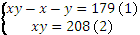 xy − x − y = 179 (1)
xy = 208 (2)